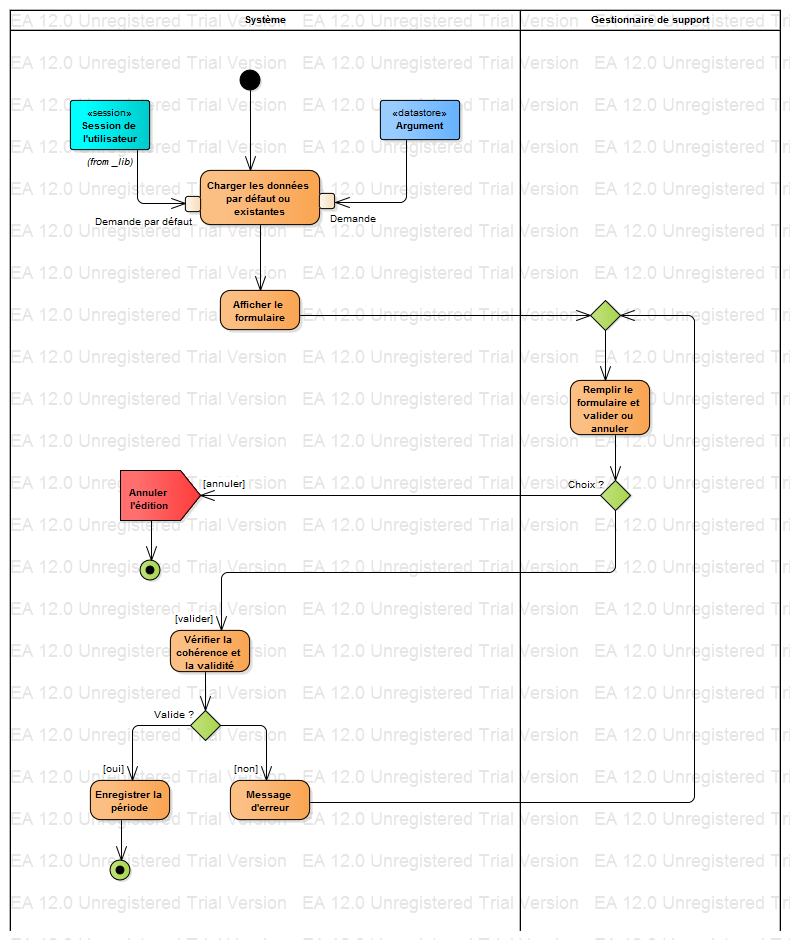 Système
Gestionnaire de support
«session»
Session de
l'utilisateur
(from _lib)
«datastore»
Argument
Charger les données
par défaut ou
existantes
Demande par défaut
Demande
Afficher le
formulaire
Remplir le
formulaire et
valider ou
annuler
Choix ?
[annuler]
Annuler
l'édition
[valider]
Vérifier la
cohérence et
la validité
Valide ?
[oui]
[non]
Enregistrer la
période
Message
d'erreur
EA 12.0 Unregistered Trial Version